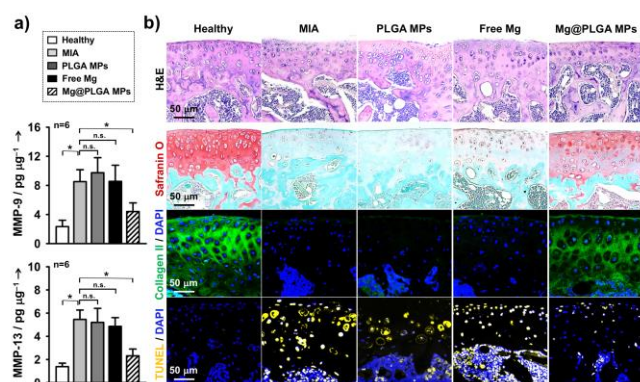 a)
Healthy
MIA
PLGA MPs
Free Mg
Mg@PLGA MPs
n=6
*
n.s.
n.s.
*
16
12
8
4
0
MMP-9 / pg µg⁻¹ →
n=6
*
n.s.
n.s.
*
8
6
4
2
0
MMP-13 / pg µg⁻¹ →
b)
Healthy MIA PLGA MPs Free Mg Mg@PLGA MPs
H&E
50 µm
Safranin O
50 µm
Collagen II / DAPI
50 µm
TUNEL / DAPI
50 µm